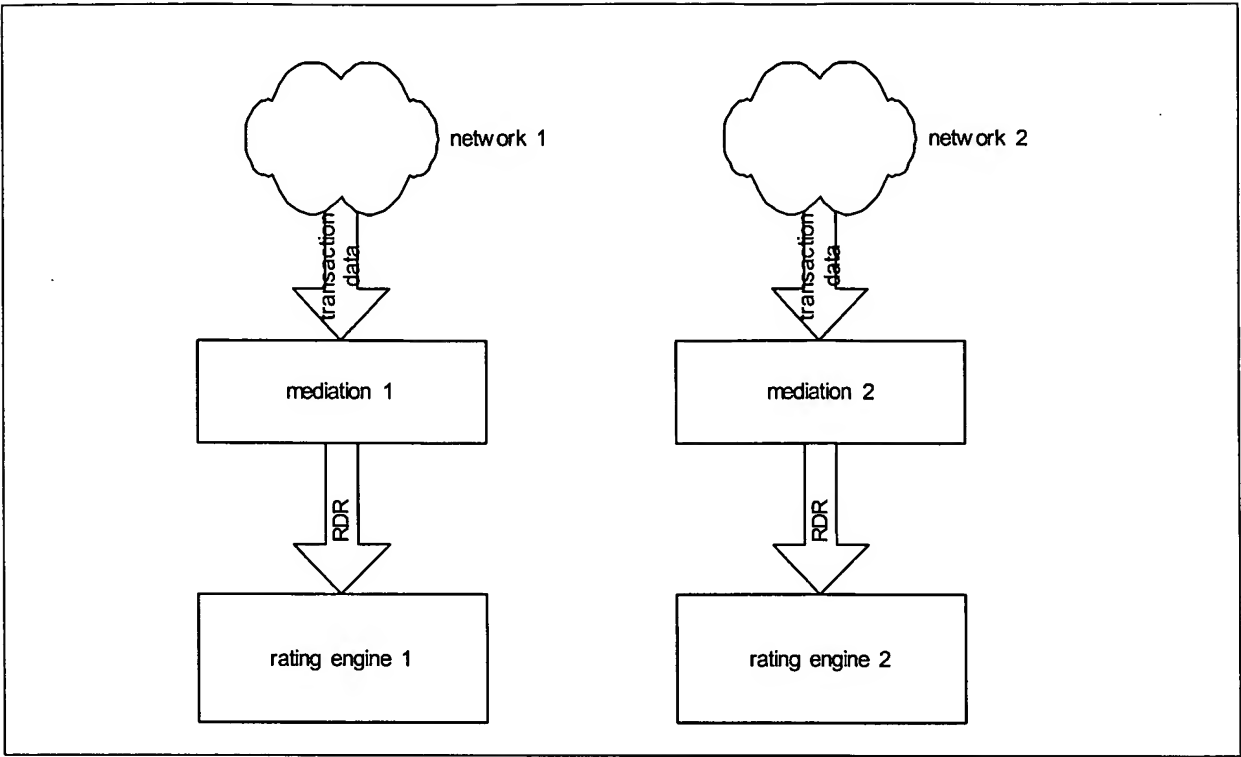 network 1
network 2
transaction
data
transaction
data
mediation 1
mediation 2
RDR
RDR
rating engine 1
rating engine 2